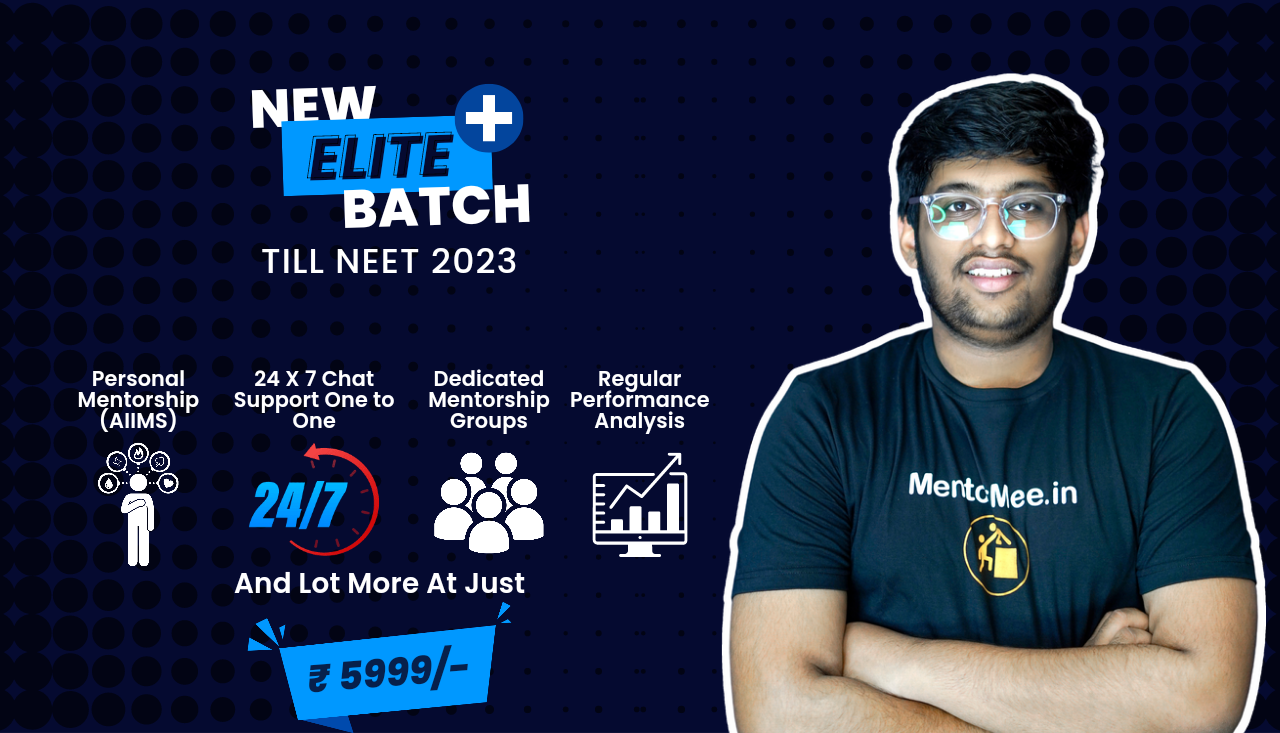 NEW
ELITE
BATCH
TILL NEET 2023
Personal
Mentorship
(AIIMS)
24 X 7 Chat
Support One to
One
Dedicated
Mentorship
Groups
Regular
Performance
Analysis
24/7
And Lot More At Just
₹ 5999/-
MentoMee.in